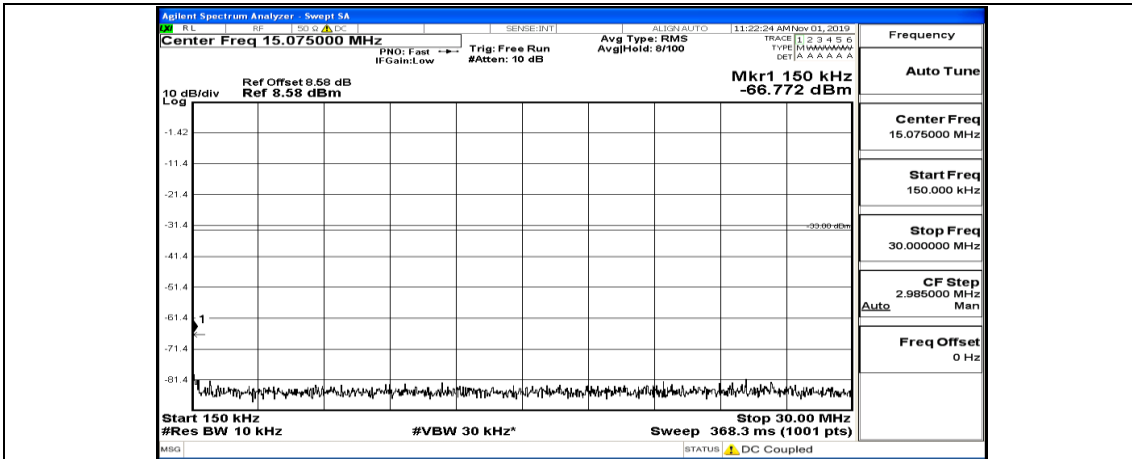 Agilent Spectrum Analyzer - Swept SA
LXI RL RF 50 Ω DC SENSE:INT ALIGNAUTO 11:22:24 AM Nov 01, 2019
Center Freq 15.075000 MHz
PNO: Fast
IFGain:Low
Trig: Free Run
#Atten: 10 dB
Avg Type: RMS
Avg|Hold: 8/100
TRACE 1 2 3 4 5 6
TYPE M WWWWW
DET A A A A A A
Ref Offset 8.58 dB
Ref 8.58 dBm
10 dB/div
Log
Mkr1 150 kHz
-66.772 dBm
-1.42
-11.4
-21.4
-31.4
-33.00 dBm
-41.4
-51.4
-61.4
1
-71.4
-81.4
Start 150 kHz
Stop 30.00 MHz
#Res BW 10 kHz
#VBW 30 kHz*
Sweep 368.3 ms (1001 pts)
MSG
STATUS DC Coupled
Frequency
Auto Tune
Center Freq
15.075000 MHz
Start Freq
150.000 kHz
Stop Freq
30.000000 MHz
CF Step
2.985000 MHz
Auto Man
Freq Offset
0 Hz